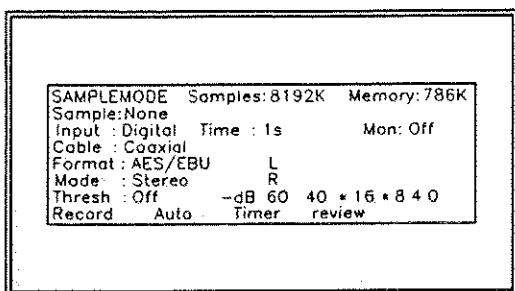 SAMPLEMODE Samples:8192K Memory:786K
Sample:None
Input : Digital Time : 1s Mon: Off
Cable : Coaxial
Format : AES/EBU L
Mode : Stereo R
Thresh : Off -dB 60 40 * 16 * 8 4 0
Record Auto Timer review